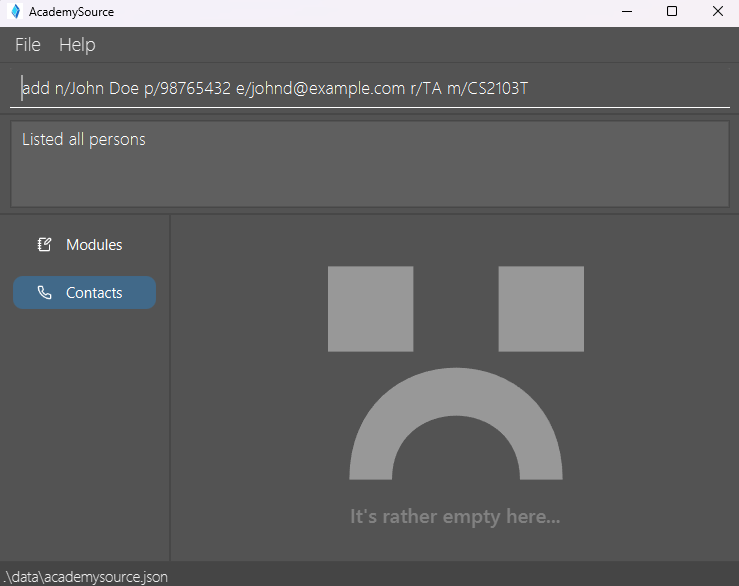 AcademySource
File Help
add n/John Doe p/98765432 e/johnd@example.com r/TA m/CS2103T
Listed all persons
Modules
Contacts
It's rather empty here...
.\data\academysource.json